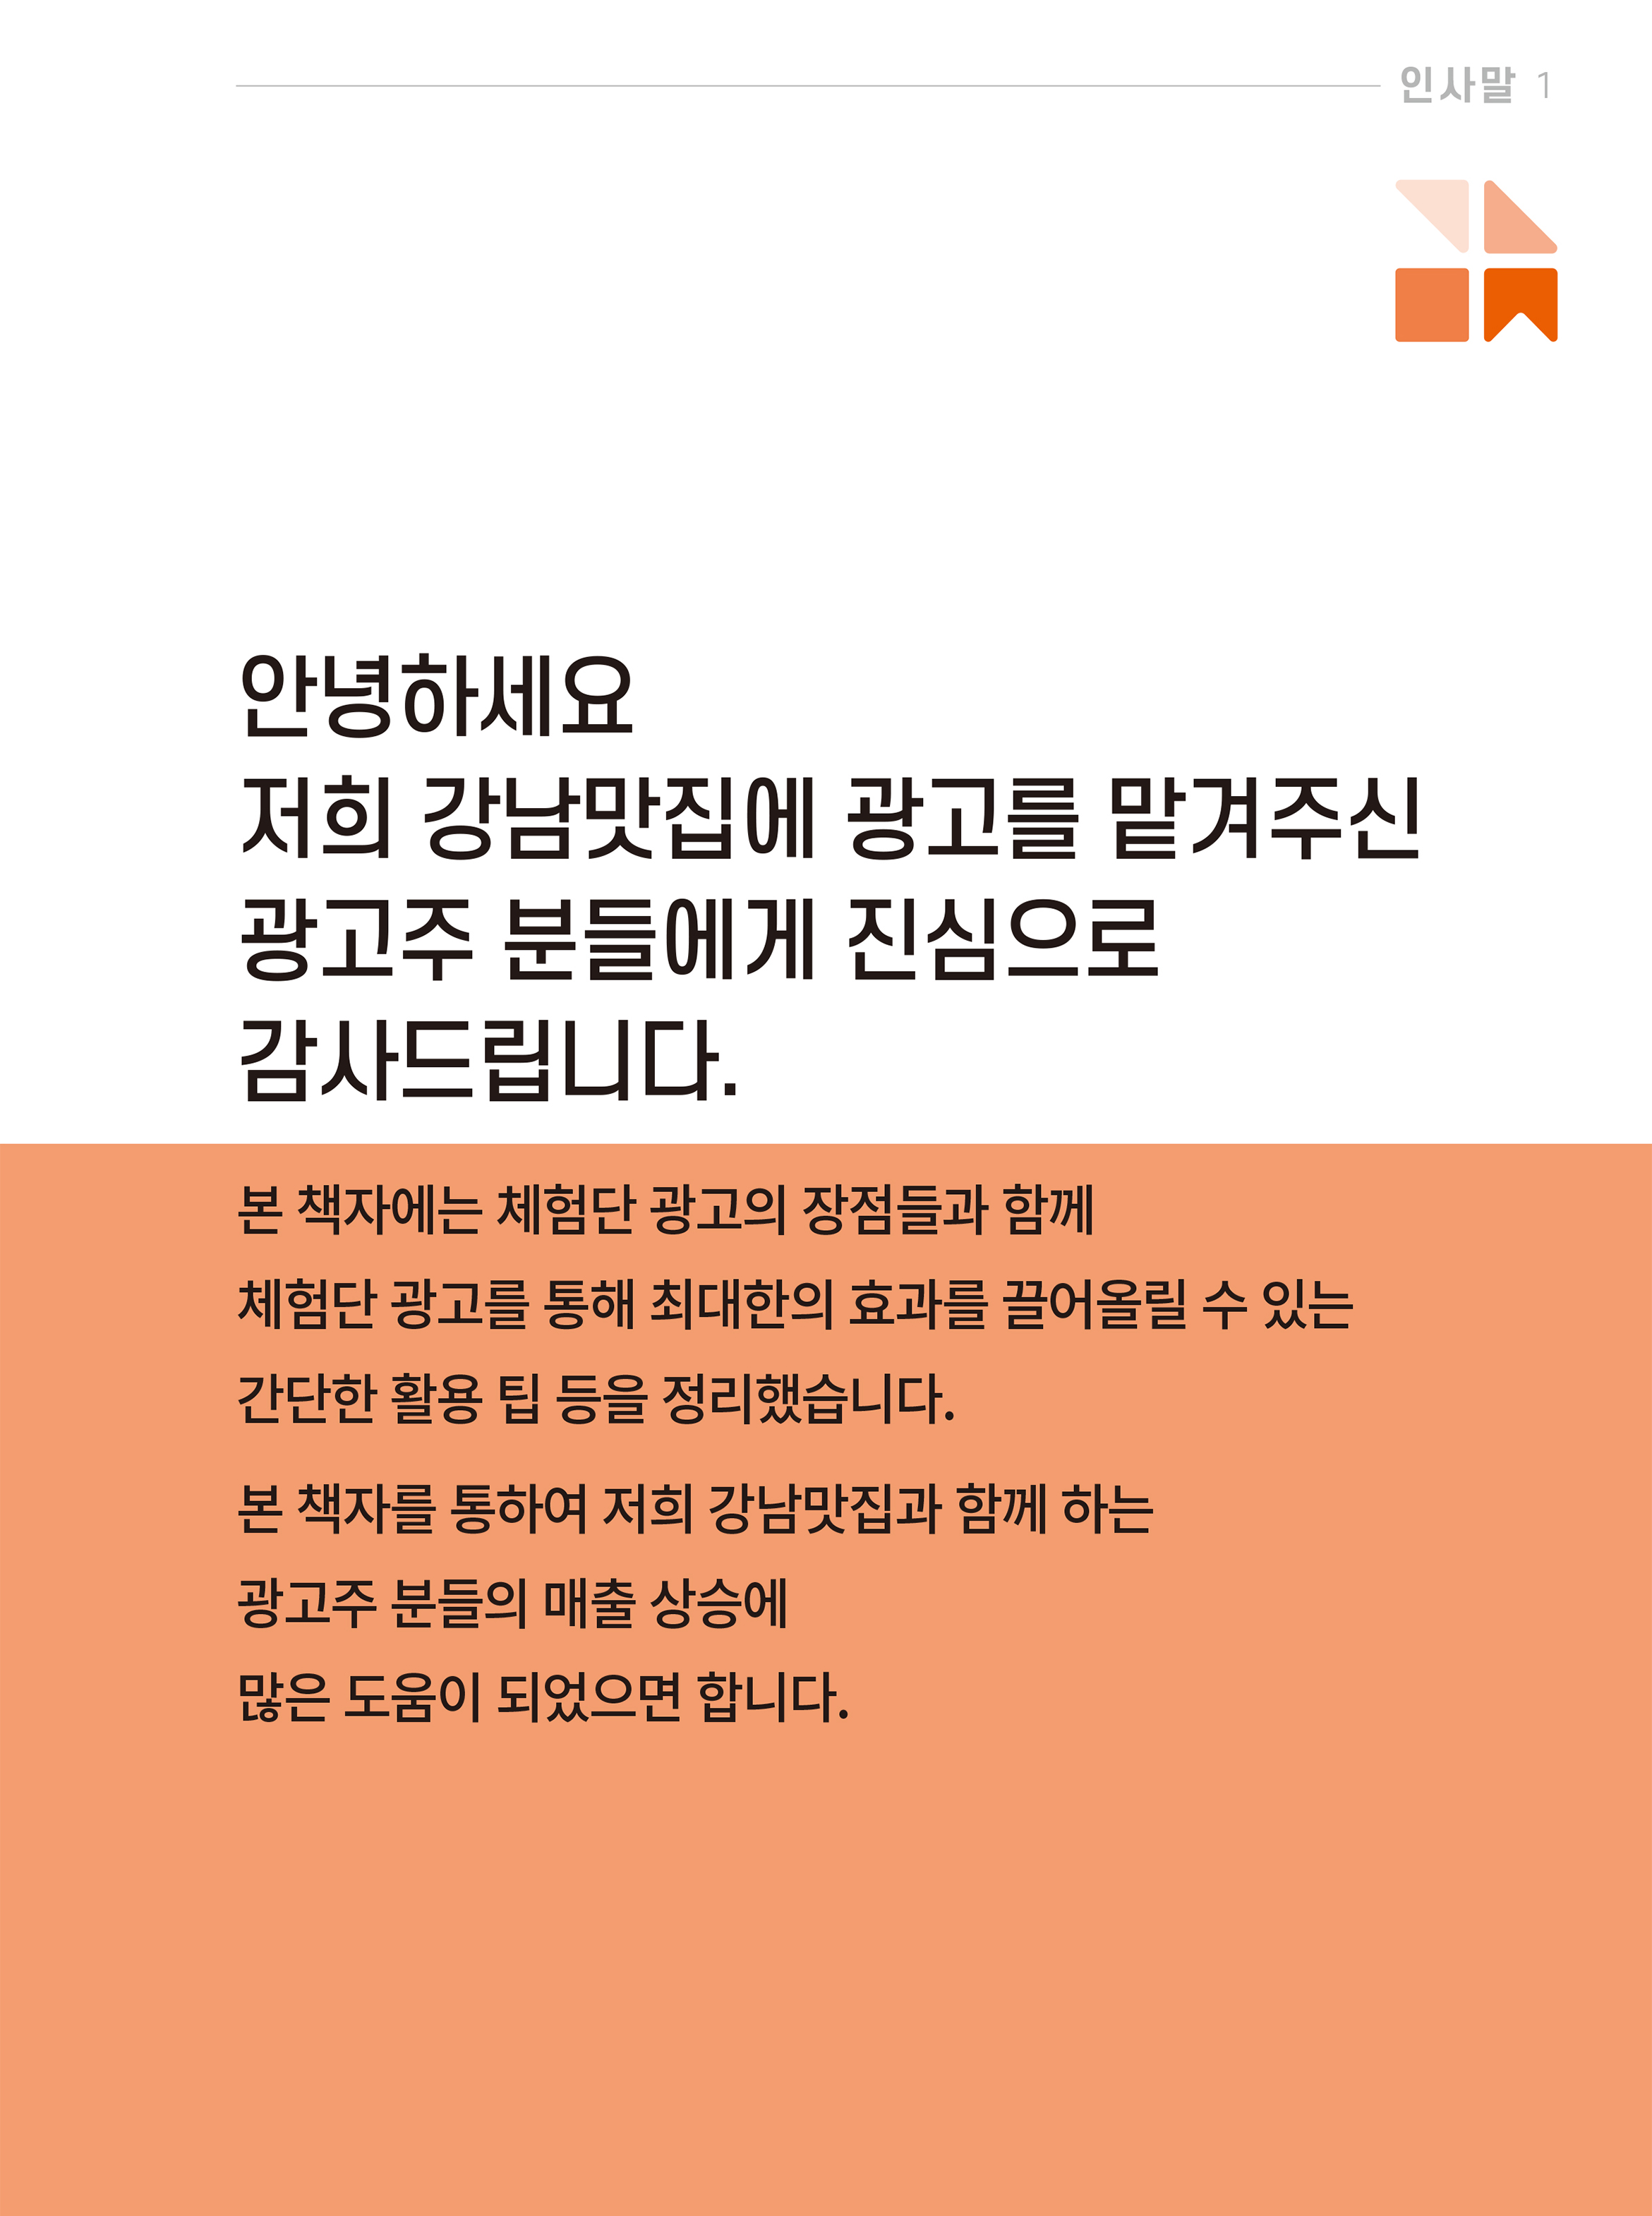 인사말 1
안녕하세요
저희 강남맛집에 광고를 맡겨주신
광고주 분들에게 진심으로
감사드립니다.
본 책자에는 체험단 광고의 장점들과 함께
체험단 광고를 통해 최대한의 효과를 끌어올릴 수 있는
간단한 활용 팁 등을 정리했습니다.
본 책자를 통하여 저희 강남맛집과 함께 하는
광고주 분들의 매출 상승에
많은 도움이 되었으면 합니다.